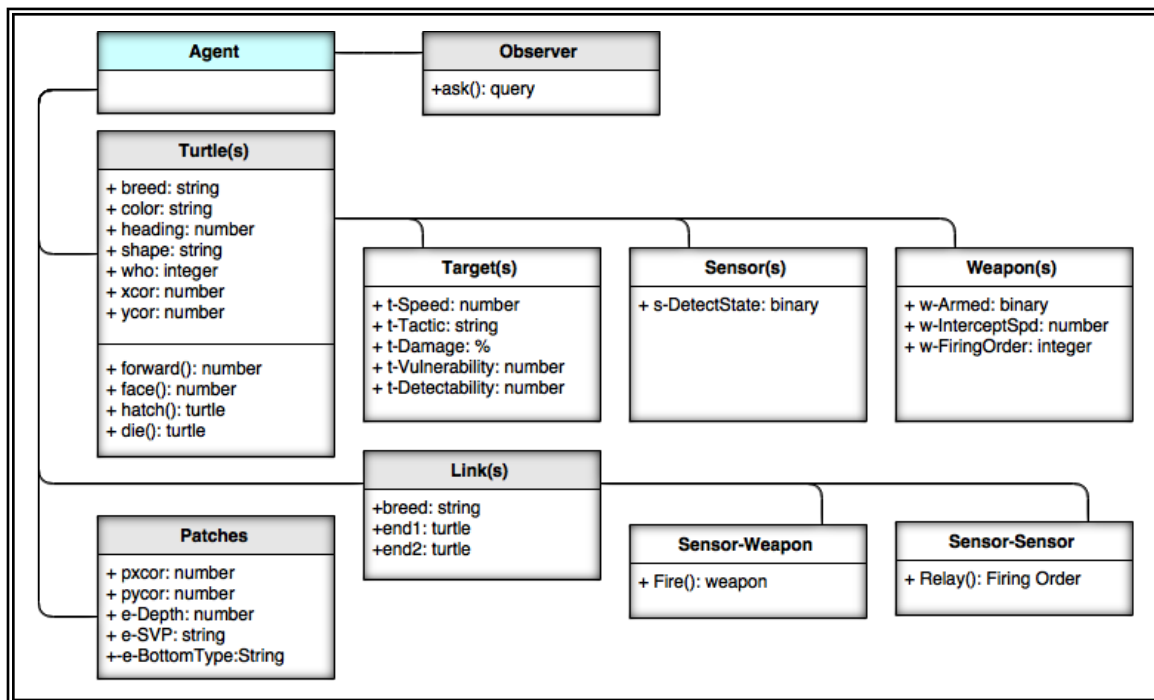 Agent
Observer
+ask(): query
Turtle(s)
+ breed: string
+ color: string
+ heading: number
+ shape: string
+ who: integer
+ xcor: number
+ ycor: number
+ forward(): number
+ face(): number
+ hatch(): turtle
+ die(): turtle
Target(s)
+ t-Speed: number
+ t-Tactic: string
+ t-Damage: %
+ t-Vulnerability: number
+ t-Detectability: number
Sensor(s)
+ s-DetectState: binary
Weapon(s)
+ w-Armed: binary
+ w-InterceptSpd: number
+ w-FiringOrder: integer
Link(s)
+breed: string
+end1: turtle
+end2: turtle
Sensor-Weapon
+ Fire(): weapon
Sensor-Sensor
+ Relay(): Firing Order
Patches
+ pxcor: number
+ pycor: number
+ e-Depth: number
+ e-SVP: string
+-e-BottomType:String